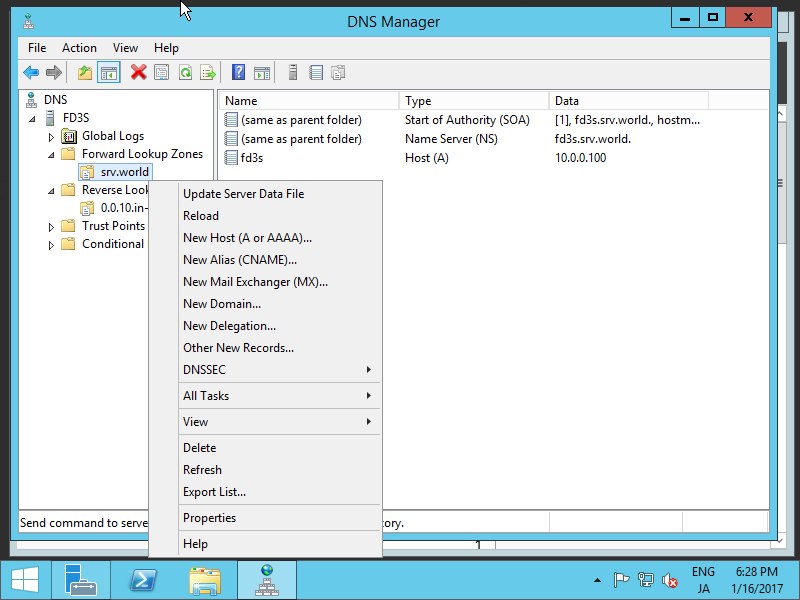 DNS Manager
File Action View Help
DNS
FD3S
Global Logs
Forward Lookup Zones
srv.world
Reverse Look
0.0.10.in-
Trust Points
Conditional
Name Type Data
(same as parent folder) Start of Authority (SOA) [1], fd3s.srv.world., hostm...
(same as parent folder) Name Server (NS) fd3s.srv.world.
fd3s Host (A) 10.0.0.100
Update Server Data File
Reload
New Host (A or AAAA)...
New Alias (CNAME)...
New Mail Exchanger (MX)...
New Domain...
New Delegation...
Other New Records...
DNSSEC
All Tasks
View
Delete
Refresh
Export List...
Properties
Help
Send command to serve
ory.
1
ENG 6:28 PM
JA 1/16/2017